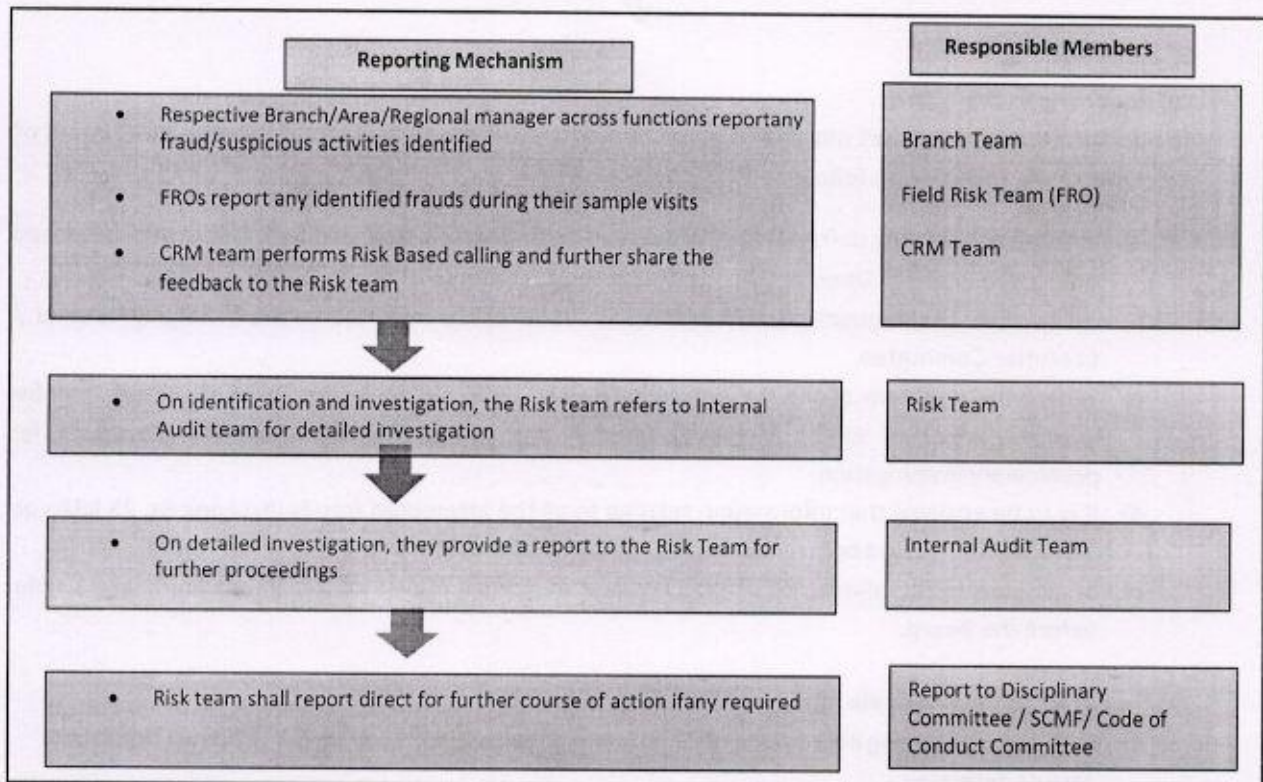 Reporting Mechanism
Responsible Members
• Respective Branch/Area/Regional manager across functions reportany
fraud/suspicious activities identified
• FROs report any identified frauds during their sample visits
• CRM team performs Risk Based calling and further share the
feedback to the Risk team
Branch Team
Field Risk Team (FRO)
CRM Team
• On identification and investigation, the Risk team refers to Internal
Audit team for detailed investigation
Risk Team
• On detailed investigation, they provide a report to the Risk Team for
further proceedings
Internal Audit Team
• Risk team shall report direct for further course of action ifany required
Report to Disciplinary
Committee / SCMF/ Code of
Conduct Committee